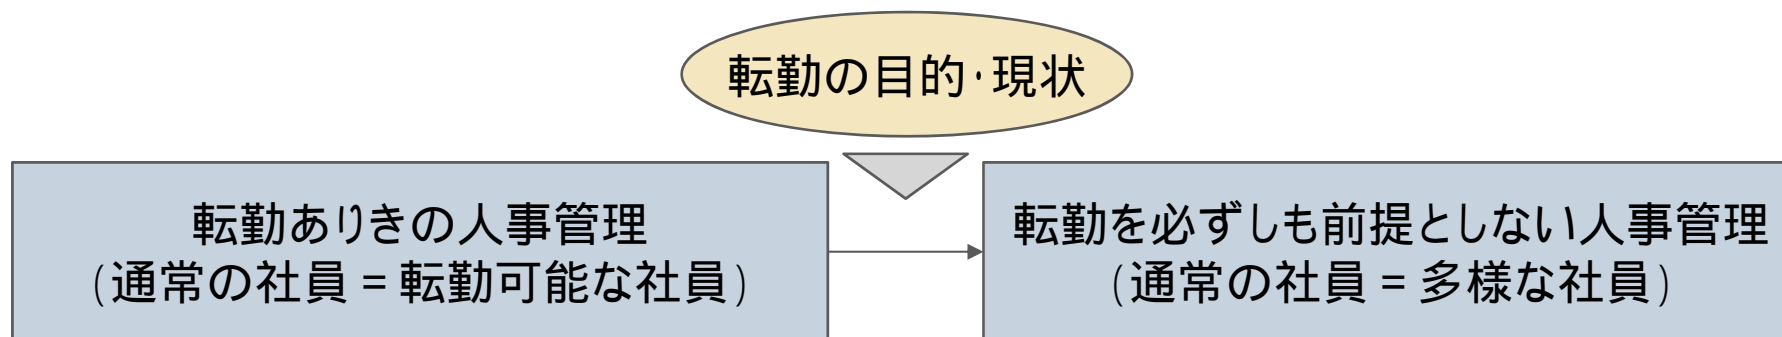 転勤の目的・現状
転勤ありきの人事管理
(通常の社員 = 転勤可能な社員)
転勤を必ずしも前提としない人事管理
(通常の社員 = 多様な社員)